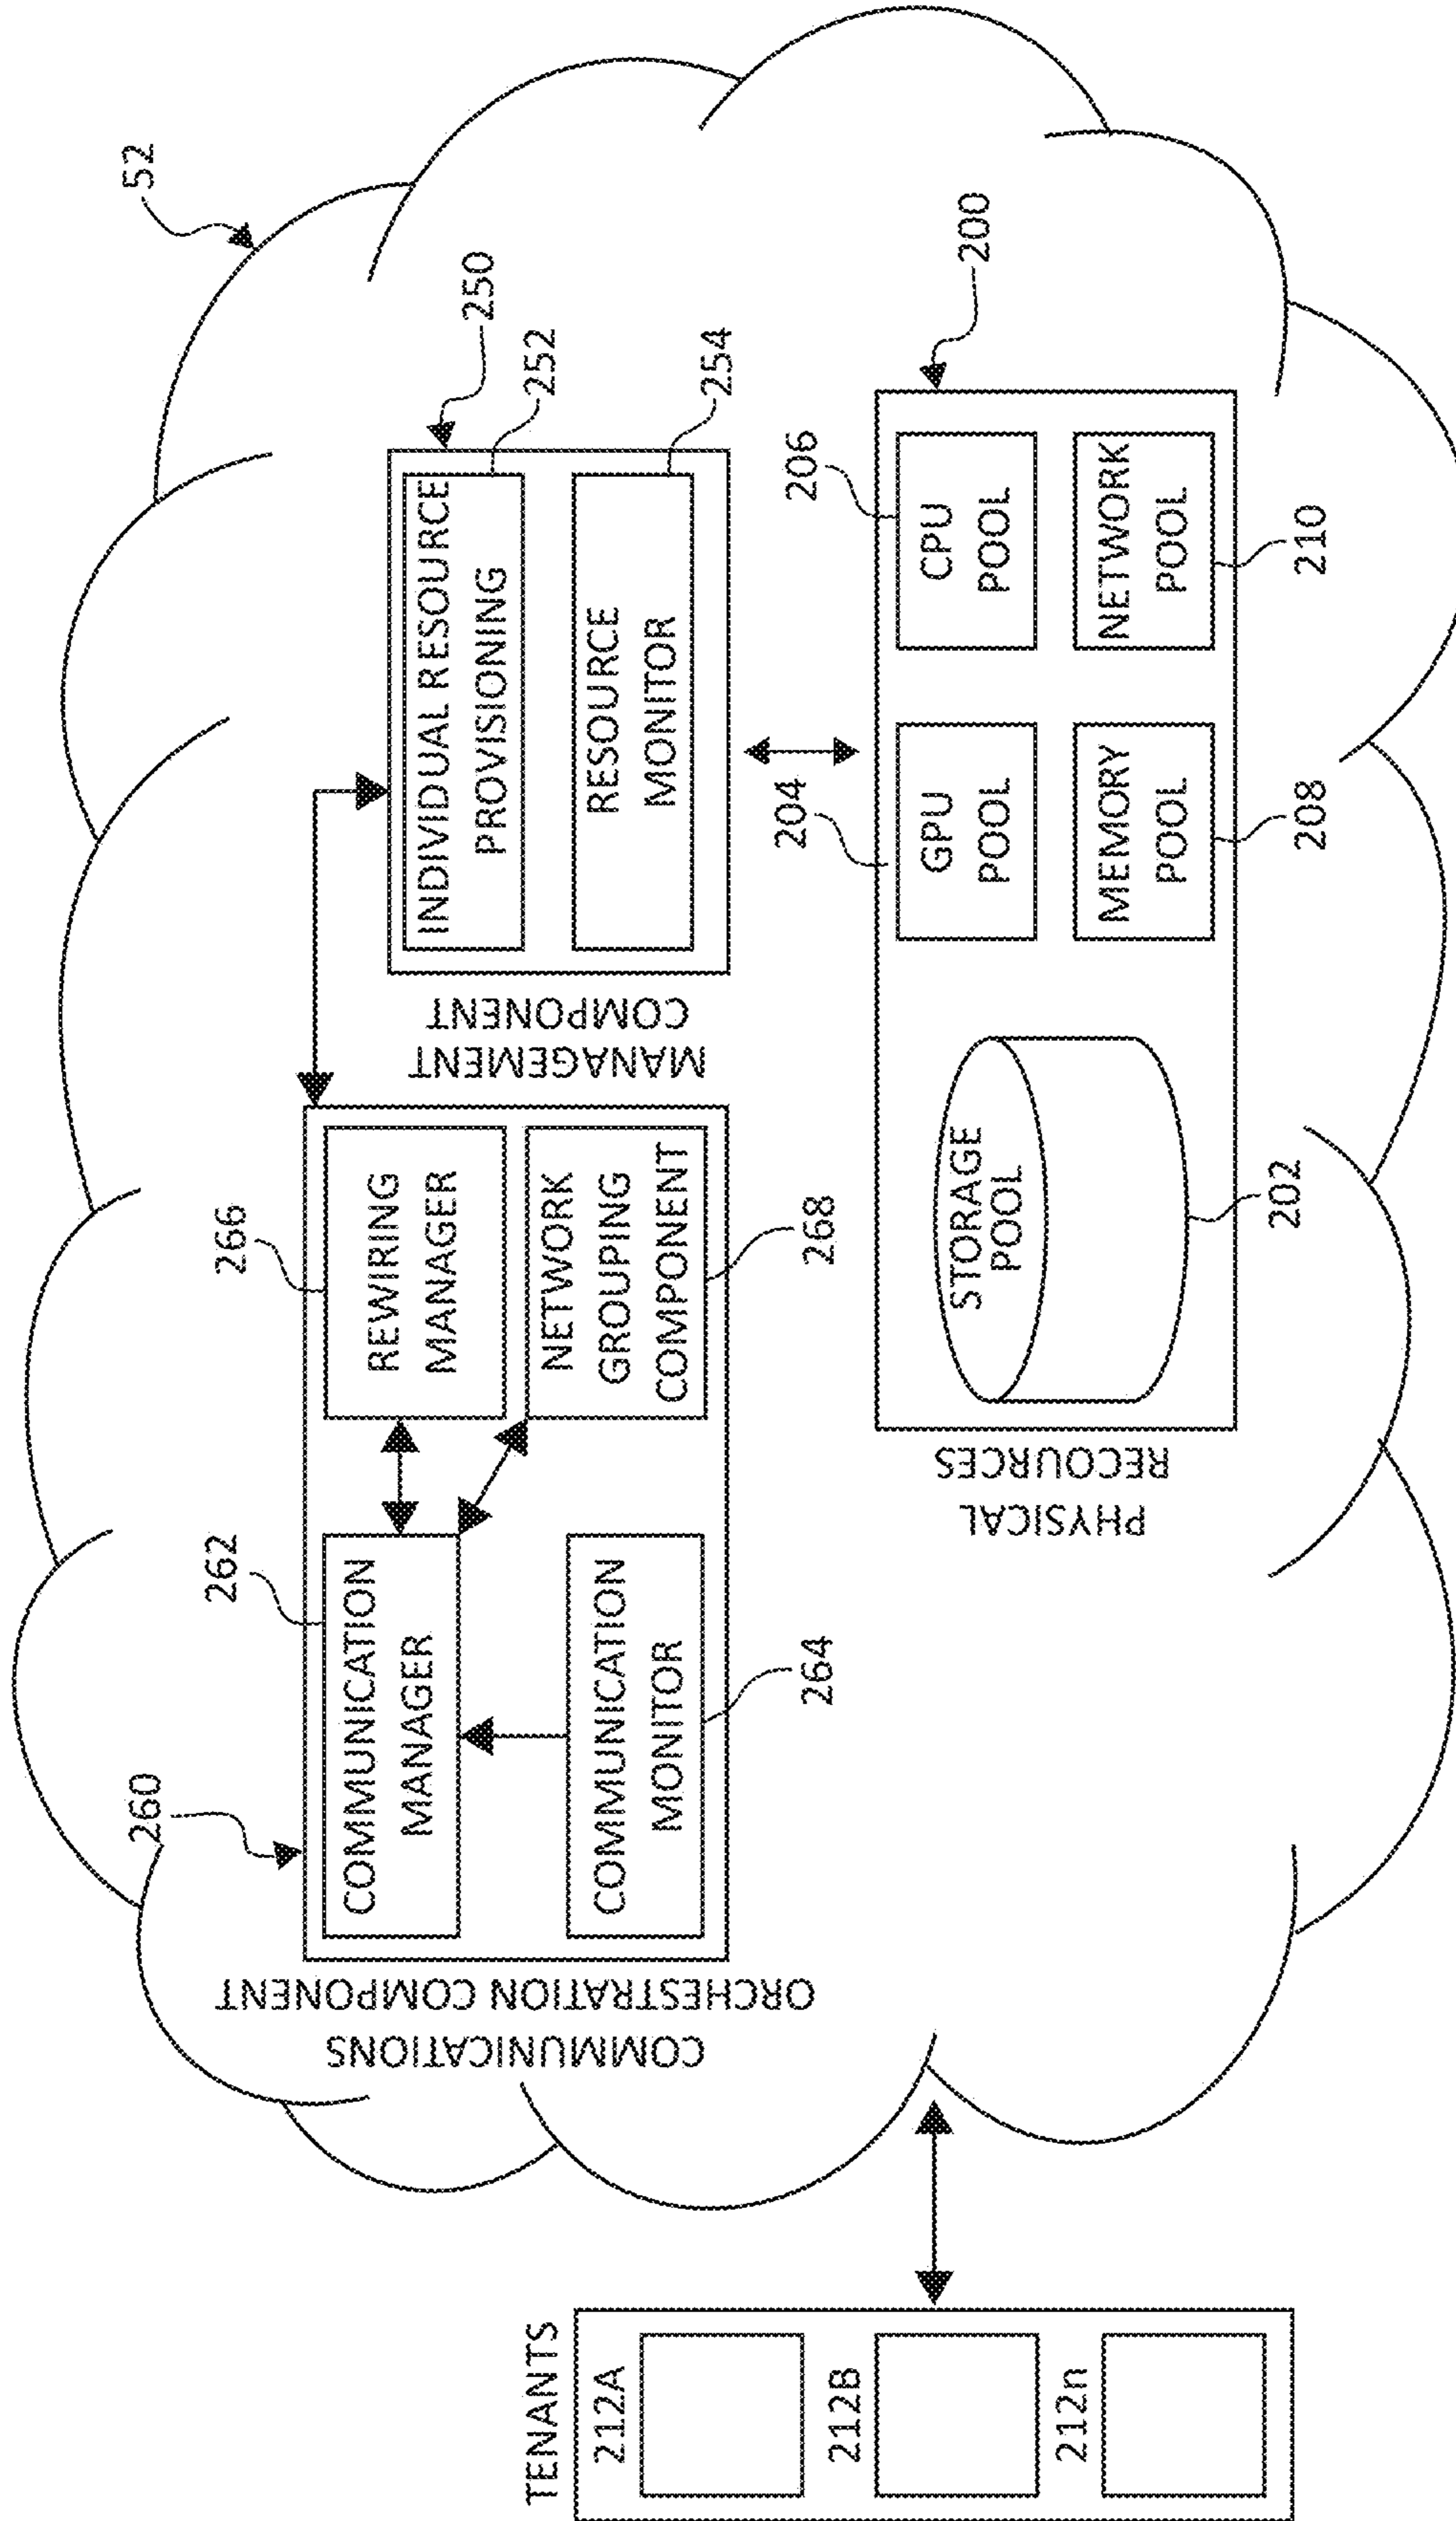 52
260
262
266
250
252
254
COMMUNICATIONS
ORCHESTRATION COMPONENT
COMMUNICATION
MANAGER
REWIRING
MANAGER
COMMUNICATION
MONITOR
NETWORK
GROUPING
COMPONENT
264
268
MANAGEMENT
COMPONENT
INDIVIDUAL RESOURCE
PROVISIONING
RESOURCE
MONITOR
TENANTS
212A
212B
212n
PHYSICAL
RECOURCES
200
STORAGE
POOL
202
204
GPU
POOL
206
CPU
POOL
MEMORY
POOL
208
NETWORK
POOL
210